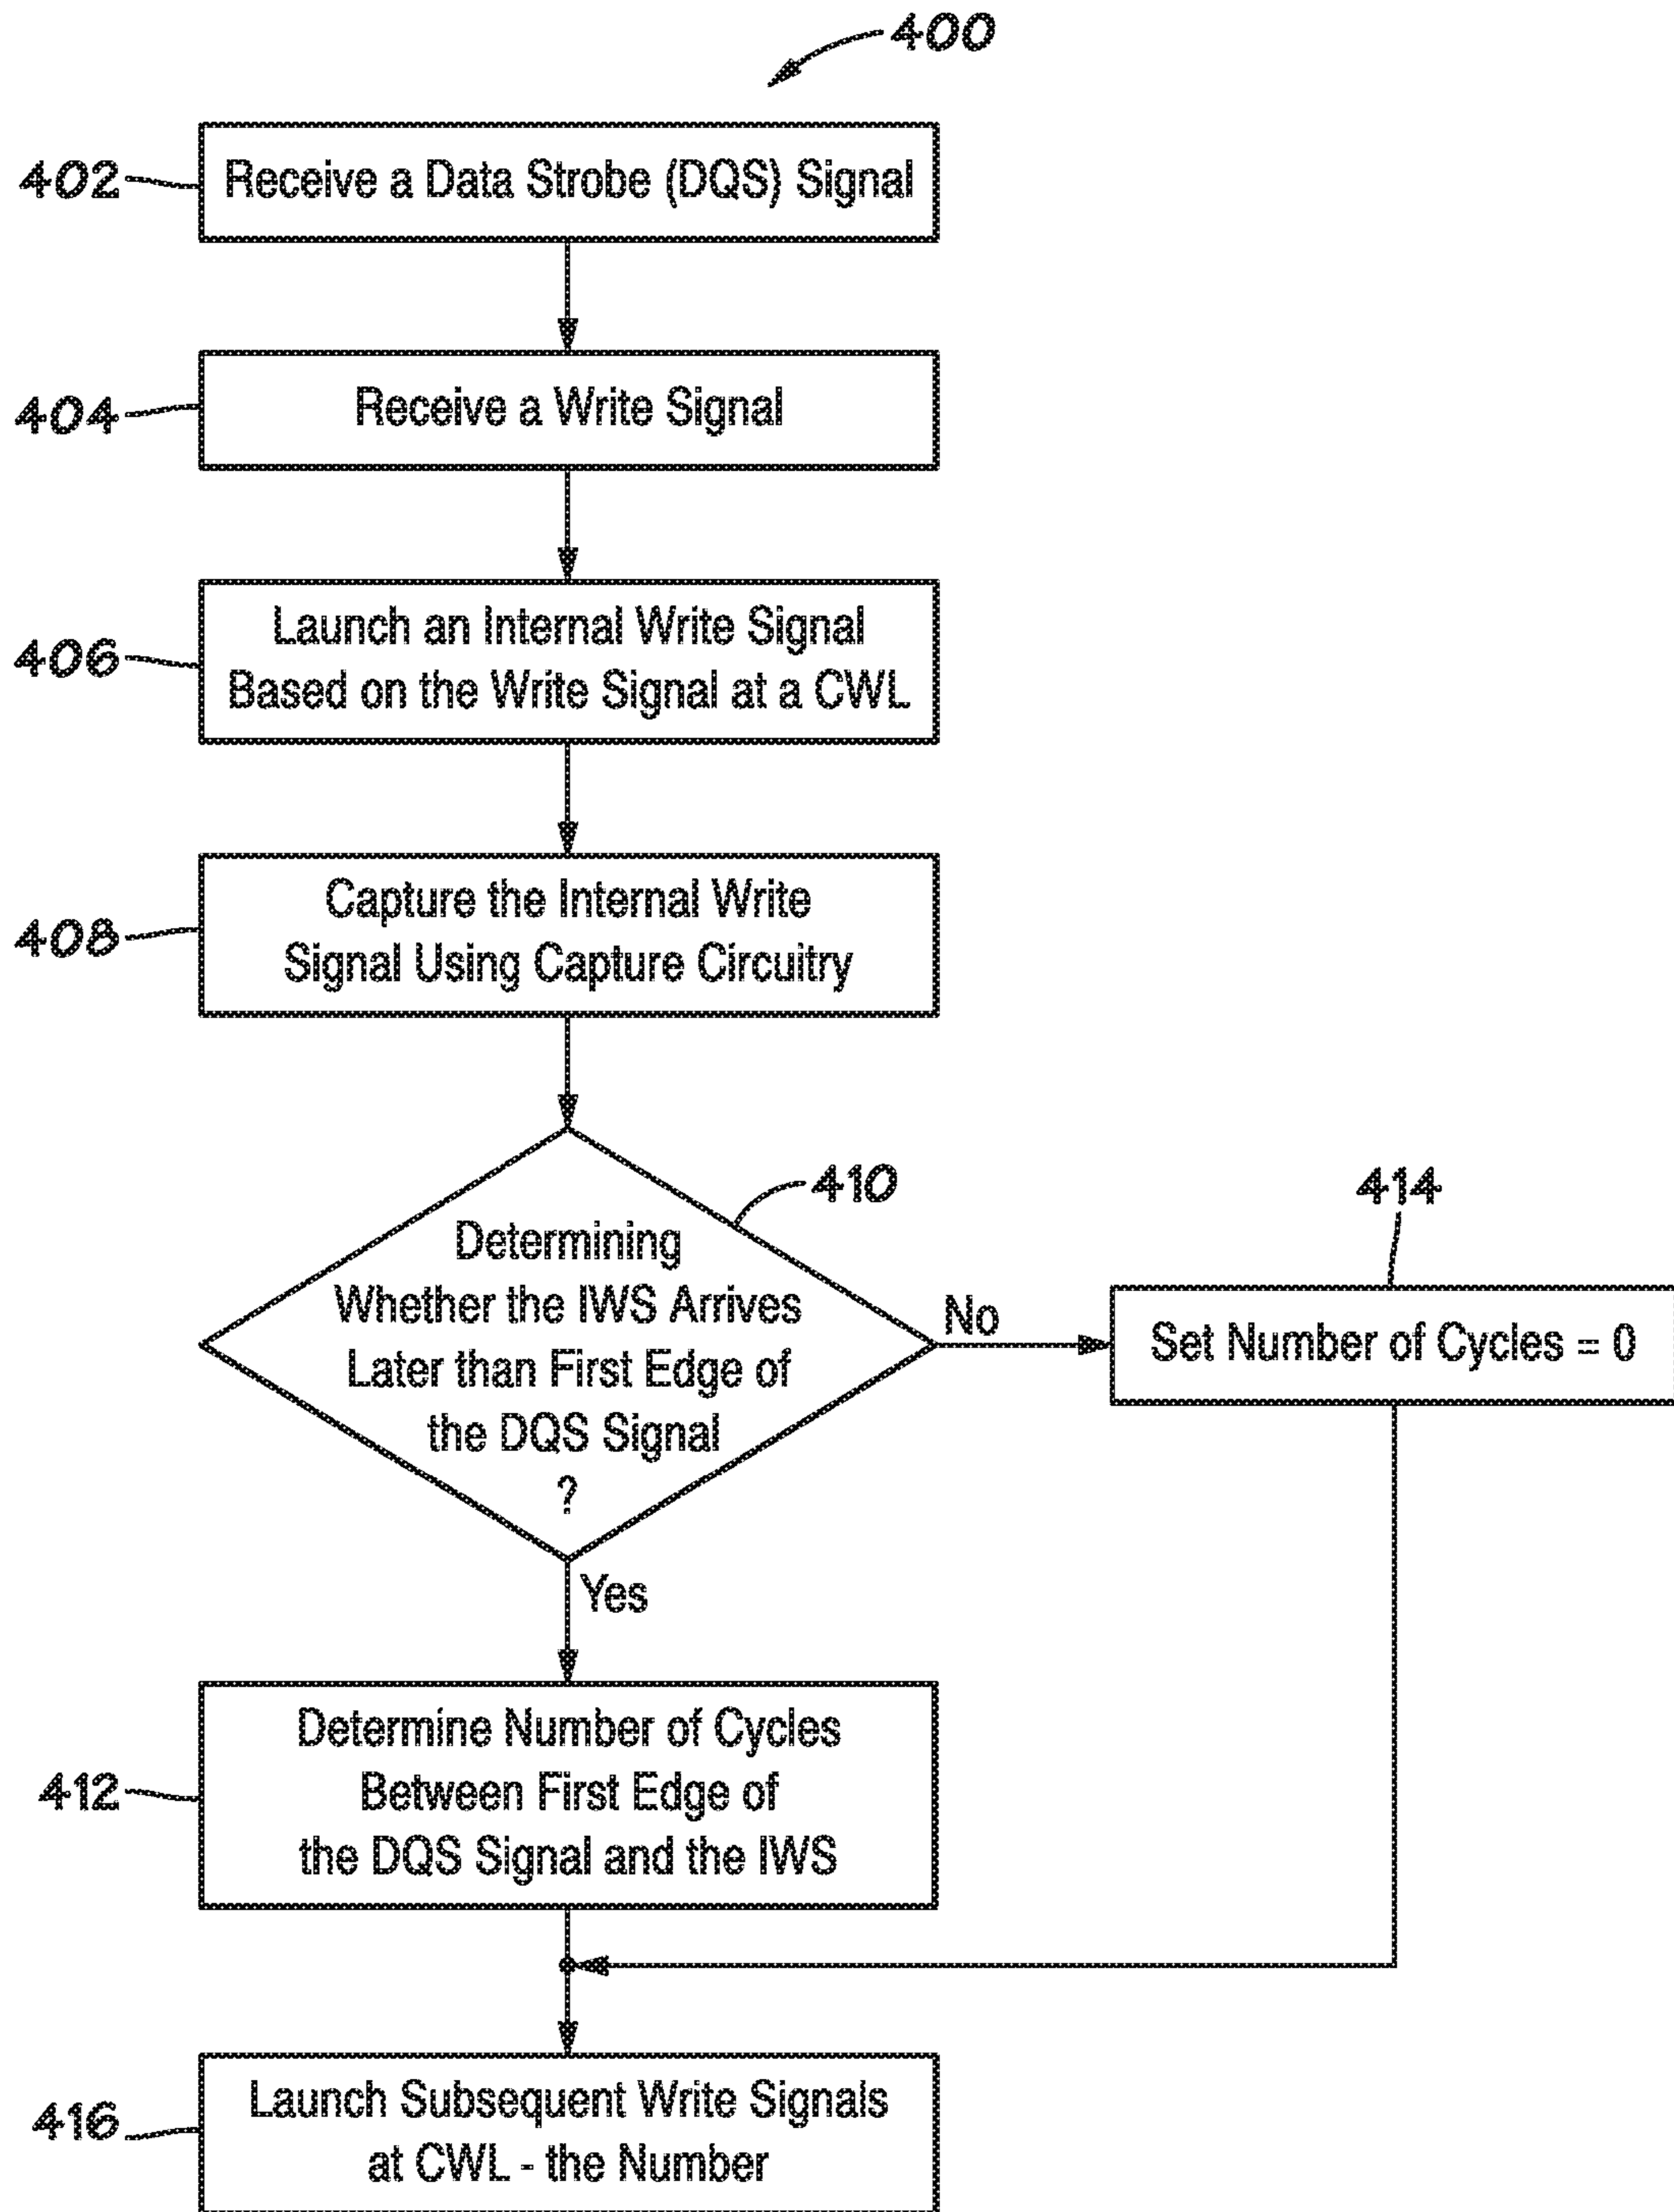 400
402
Receive a Data Strobe (DQS) Signal
404
Receive a Write Signal
406
Launch an Internal Write Signal
Based on the Write Signal at a CWL
408
Capture the Internal Write
Signal Using Capture Circuitry
410
Determining
Whether the IWS Arrives
Later than First Edge of
the DQS Signal
?
No
414
Set Number of Cycles = 0
Yes
412
Determine Number of Cycles
Between First Edge of
the DQS Signal and the IWS
416
Launch Subsequent Write Signals
at CWL - the Number